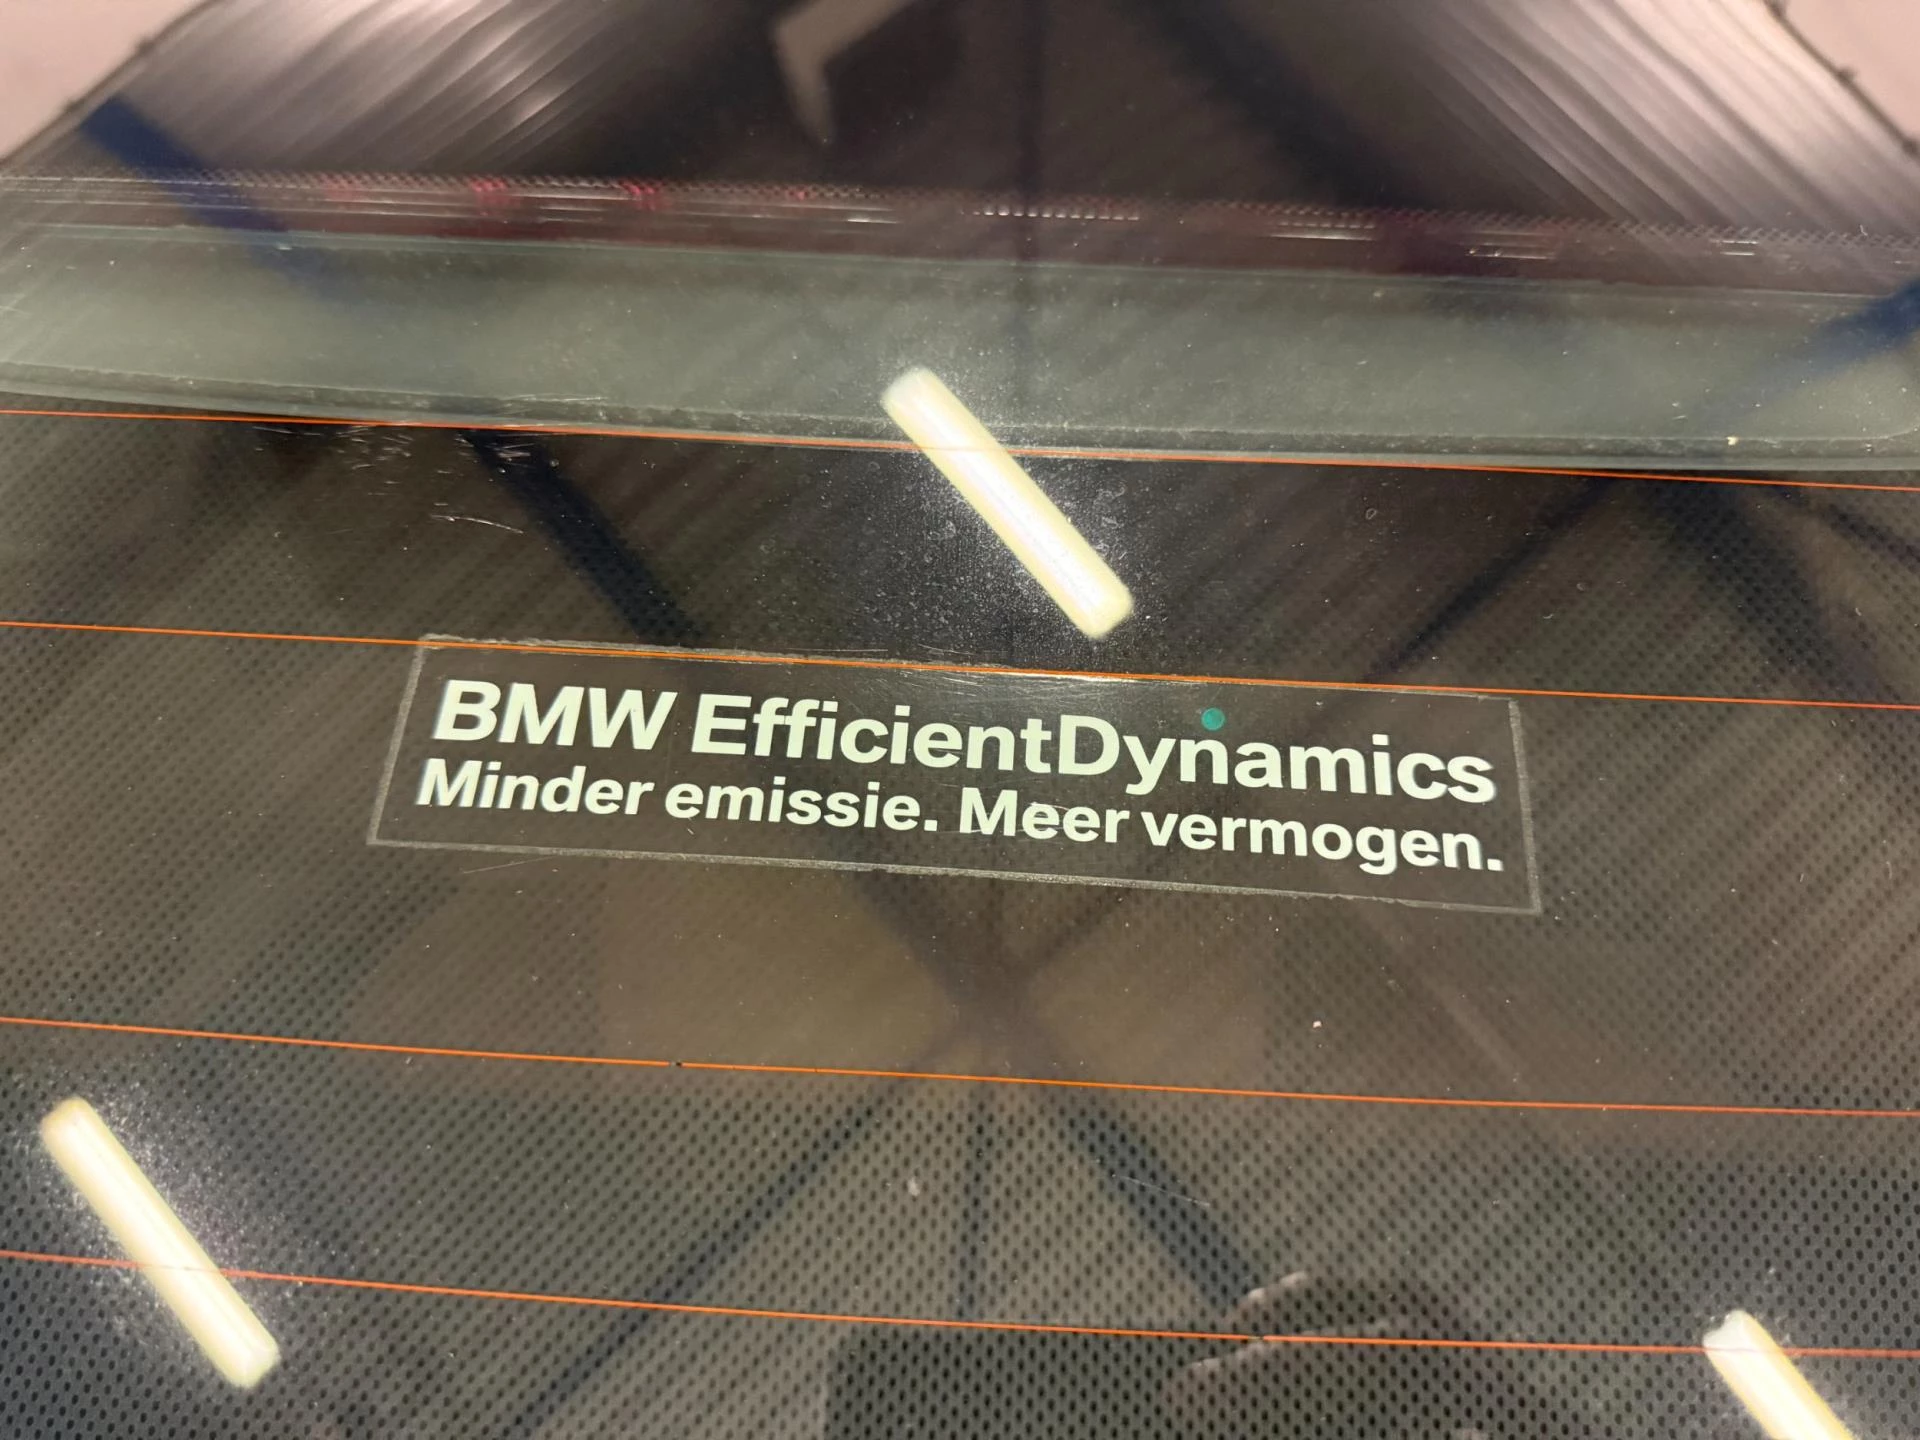 BMW EfficientDynamics
Minder emissie. Meer vermogen.